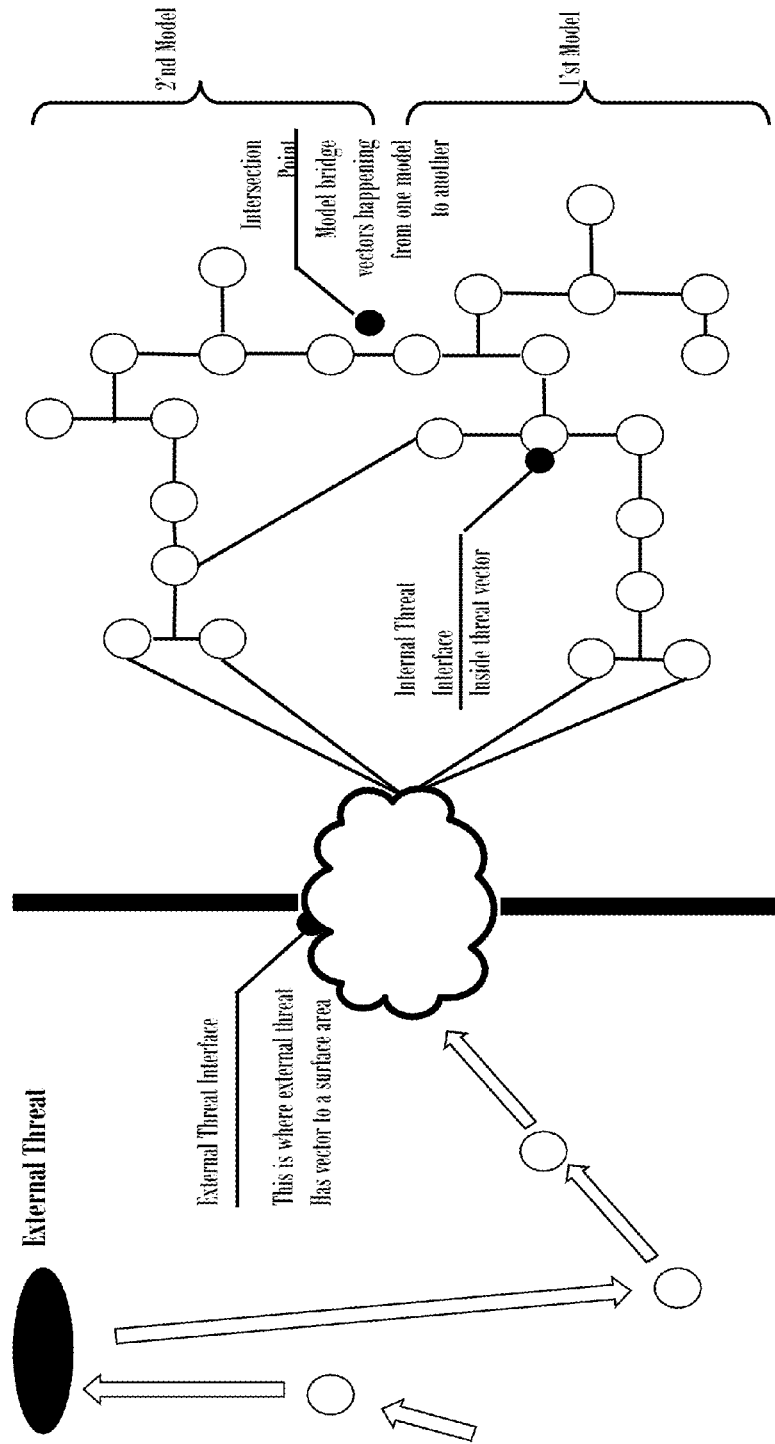 External Threat
External Threat Interface
This is where external threat
Has vector to a surface area
Internal Threat
Interface
Inside threat vector
Intersection
Point
Model bridge
vectors happening
from one model
to another
2'nd Model
1'st Model